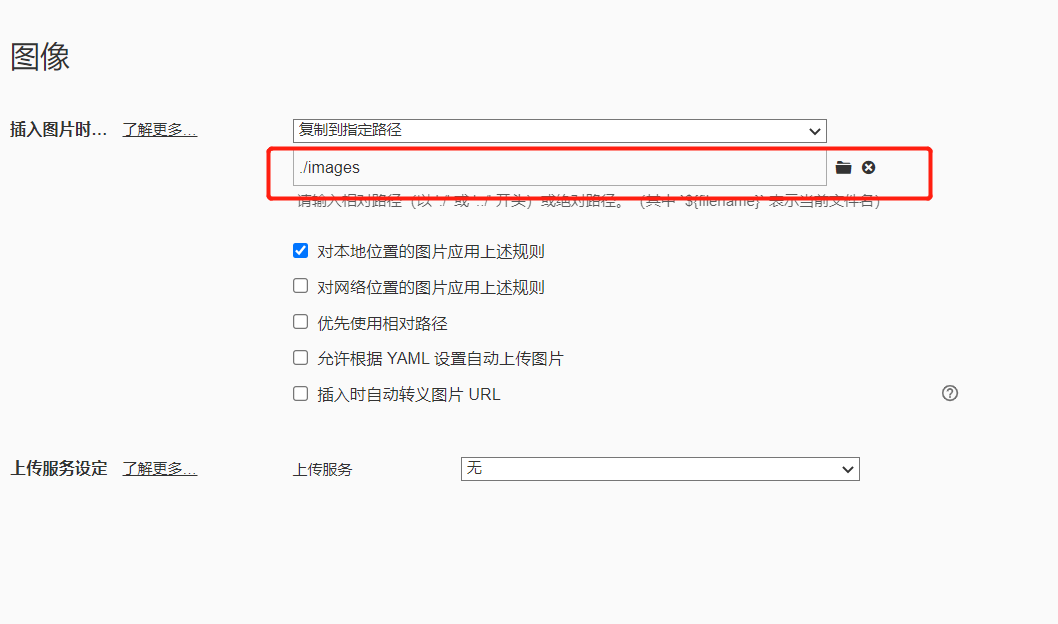 图像
插入图片时... 了解更多... 复制到指定路径
./images
请输入相对路径（以 './' 或 '../' 开头）或绝对路径。（其中 `${filename}` 表示当前文件名）
对本地位置的图片应用上述规则
对网络位置的图片应用上述规则
优先使用相对路径
允许根据 YAML 设置自动上传图片
插入时自动转义图片 URL
上传服务设定 了解更多... 上传服务 无